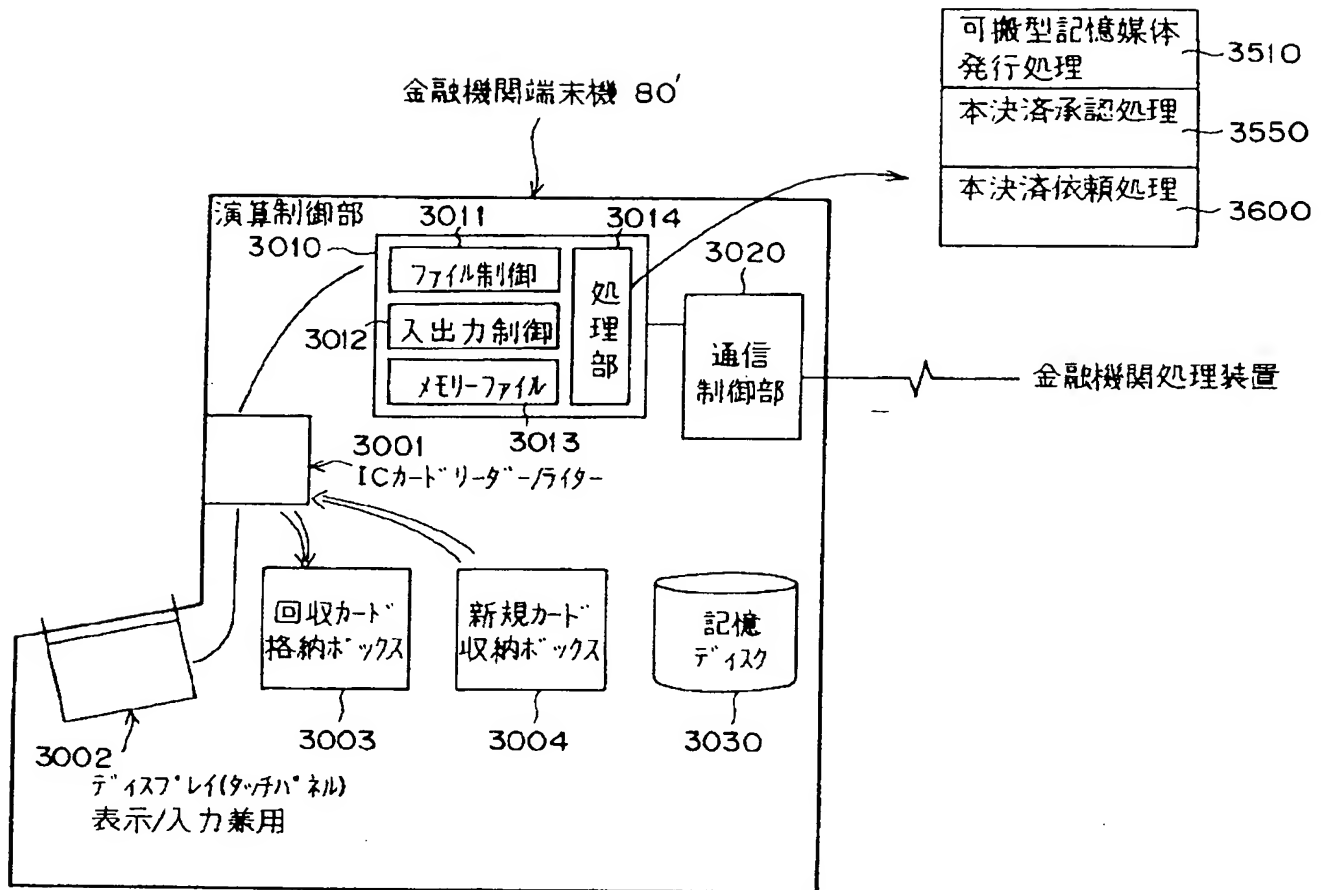 可搬型記憶媒体
発行処理
3510
本決済承認処理
3550
本決済依頼処理
3600
金融機関端末機 80′
演算制御部
3010
3011
ファイル制御
3012
入出力制御
メモリーファイル
3013
3014
処
理
部
3020
通信
制御部
金融機関処理装置
3001
ICカードリーダー/ライター
回収カード
格納ボックス
3003
新規カード
収納ボックス
3004
記憶
ディスク
3030
3002
ディスプレイ(タッチパネル)
表示/入力兼用